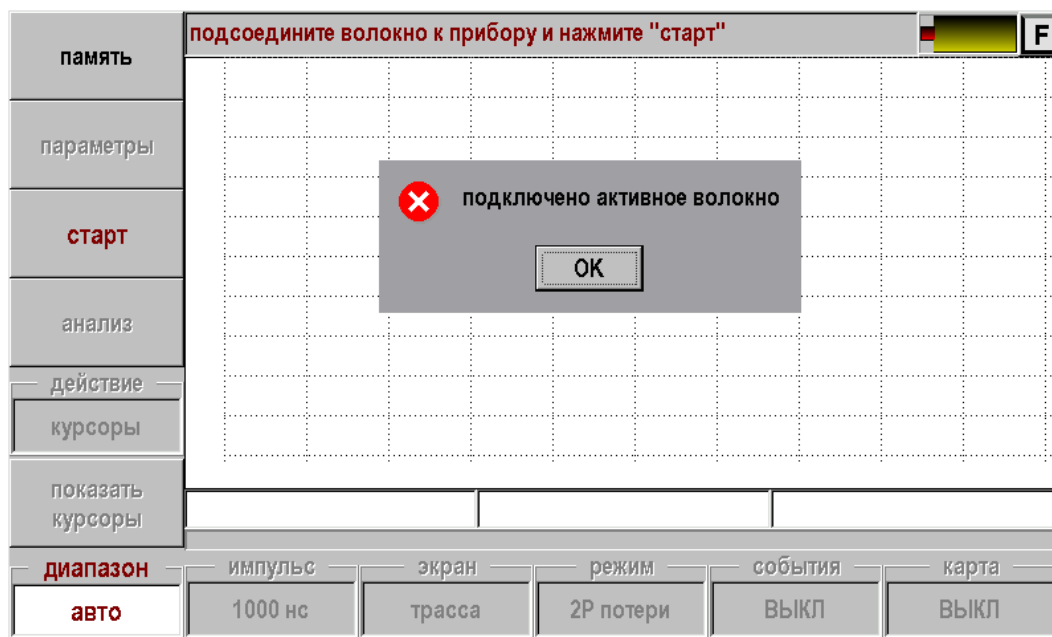 память
подсоедините волокно к прибору и нажмите "старт"
F
параметры
старт
анализ
подключено активное волокно
OK
действие
курсоры
показать
курсоры
диапазон
авто
импульс
1000 нс
экран
трасса
режим
2Р потери
события
ВЫКЛ
карта
ВЫКЛ